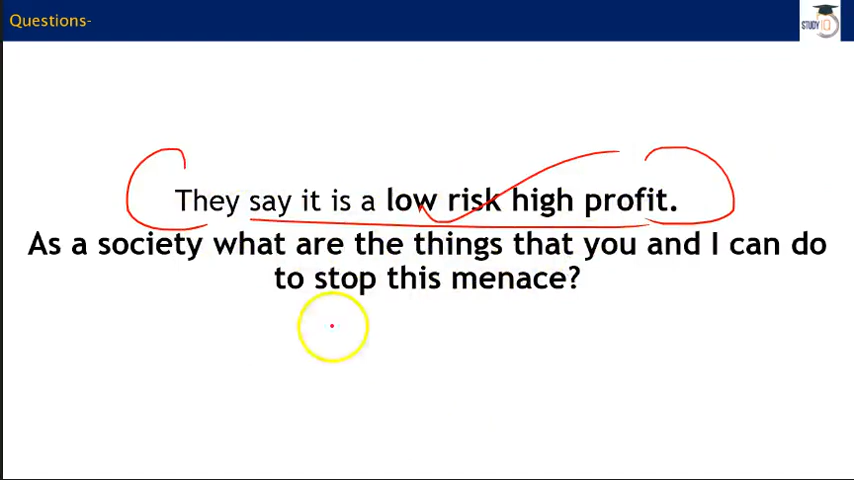 Questions-
STUDY IQ
They say it is a low risk high profit.
As a society what are the things that you and I can do
to stop this menace?